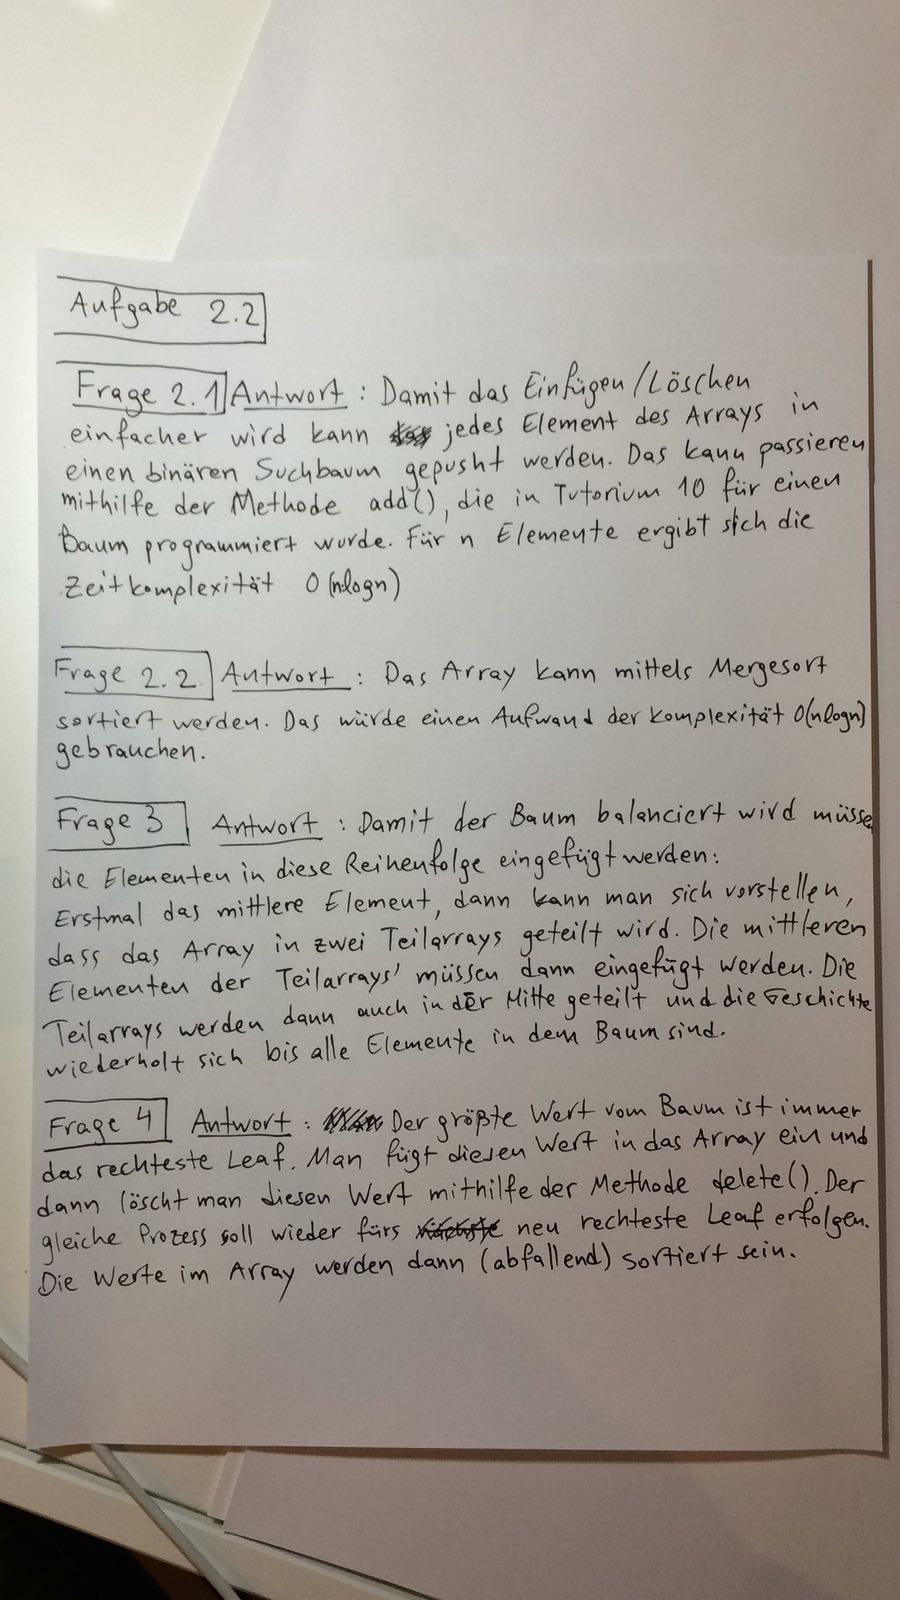 Aufgabe 2.2
Frage 2.1 Antwort : Damit das Einfügen/Löschen
einfacher wird kann jedes Element des Arrays in
einen binären Suchbaum gepusht werden. Das kann passieren
mithilfe der Methode add(), die in Tutorium 10 für einen
Baum programmiert wurde. Für n Elemente ergibt sich die
Zeitkomplexität O(n·logn)
Frage 2.2 Antwort : Das Array kann mittels Mergesort
sortiert werden. Das würde einen Aufwand der Komplexität O(nlogn)
gebrauchen.
Frage 3 Antwort : Damit der Baum balanciert wird müsse
die Elementen in diese Reihenfolge eingefügt werden:
Erstmal das mittlere Element, dann kann man sich vorstellen,
dass das Array in zwei Teilarrays geteilt wird. Die mittleren
Elementen der Teilarrays' müssen dann eingefügt werden. Die
Teilarrays werden dann auch in der Mitte geteilt und die Geschichte
wiederholt sich bis alle Elemente in dem Baum sind.
Frage 4 Antwort : Der größte Wert vom Baum ist immer
das rechteste Leaf. Man fügt diesen Wert in das Array ein und
dann löscht man diesen Wert mithilfe der Methode delete(). Der
gleiche Prozess soll wieder fürs neu rechteste Leaf erfolgen.
Die Werte im Array werden dann (abfallend) sortiert sein.